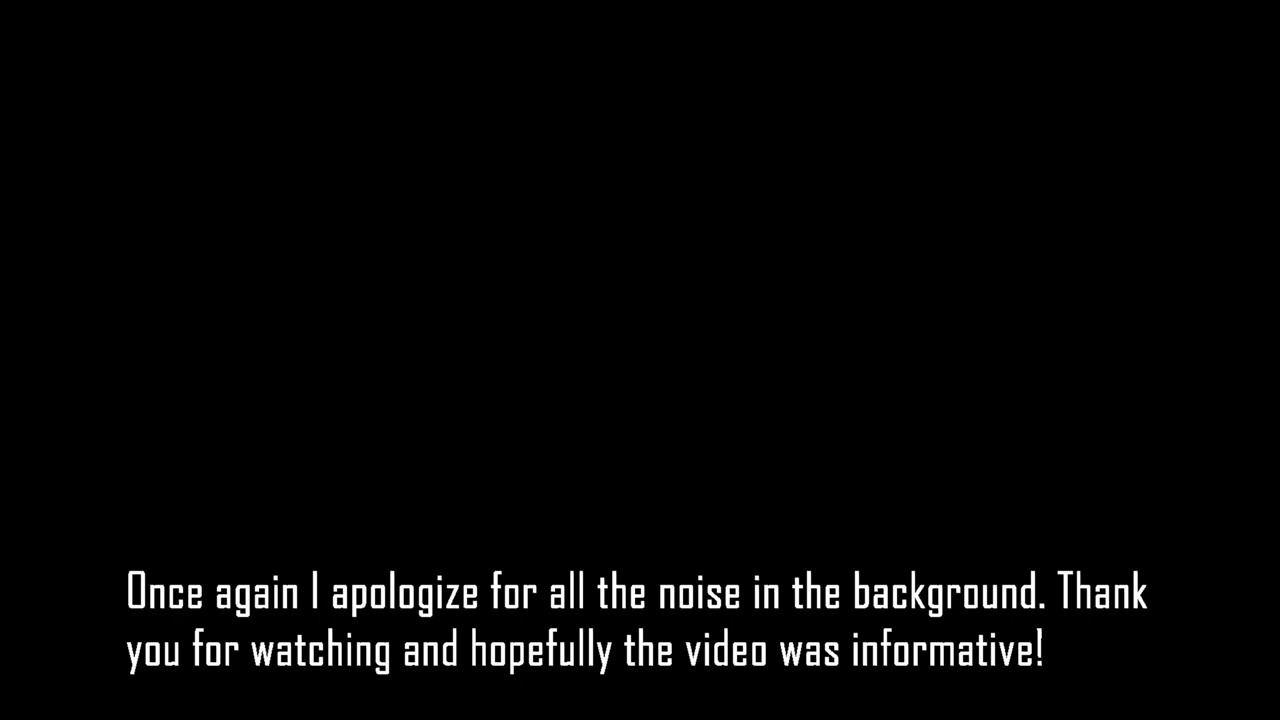 Once again I apologize for all the noise in the background. Thank
you for watching and hopefully the video was informative!